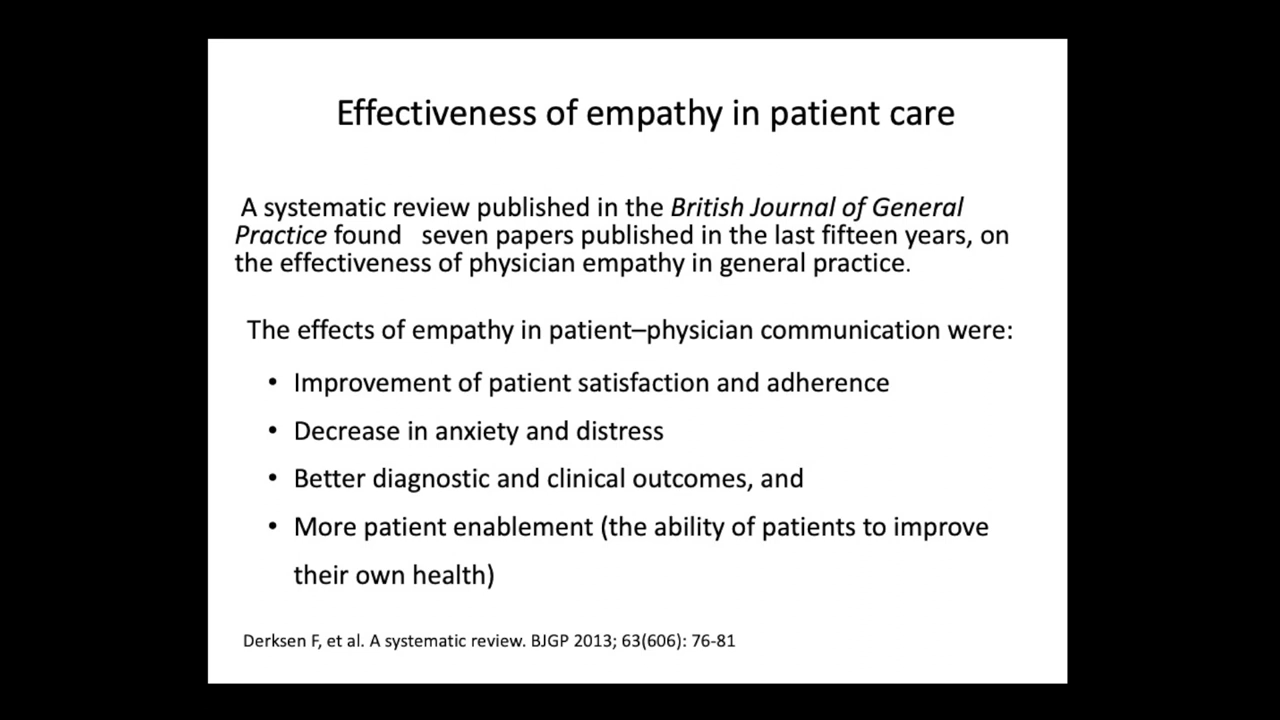 Effectiveness of empathy in patient care
A systematic review published in the British Journal of General
Practice found seven papers published in the last fifteen years, on
the effectiveness of physician empathy in general practice.
The effects of empathy in patient–physician communication were:
• Improvement of patient satisfaction and adherence
• Decrease in anxiety and distress
• Better diagnostic and clinical outcomes, and
• More patient enablement (the ability of patients to improve
their own health)
Derksen F, et al. A systematic review. BJGP 2013; 63(606): 76-81